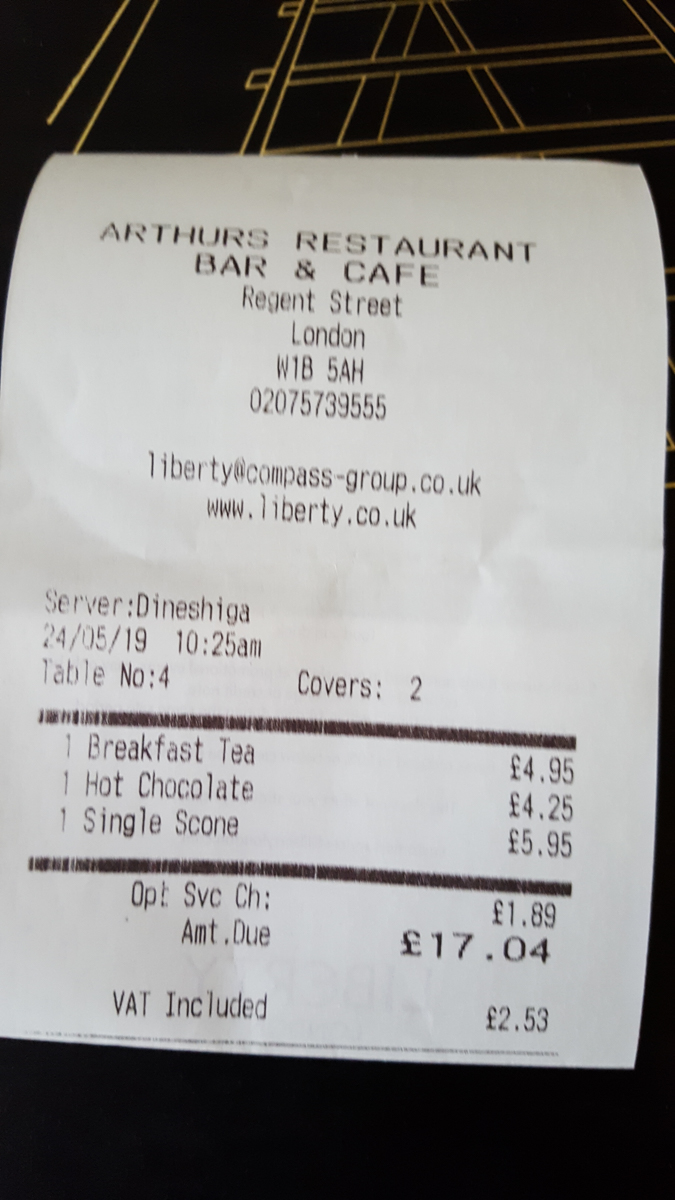 ARTHURS RESTAURANT
BAR & CAFE
Regent Street
London
W1B 5AH
02075739555
liberty@compass-group.co.uk
www.liberty.co.uk
Server:Dineshiga
24/05/19 10:25am
Table No:4 Covers: 2
1 Breakfast Tea £4.95
1 Hot Chocolate £4.25
1 Single Scone £5.95
Opt Svc Ch: £1.89
Amt.Due £17.04
VAT Included £2.53